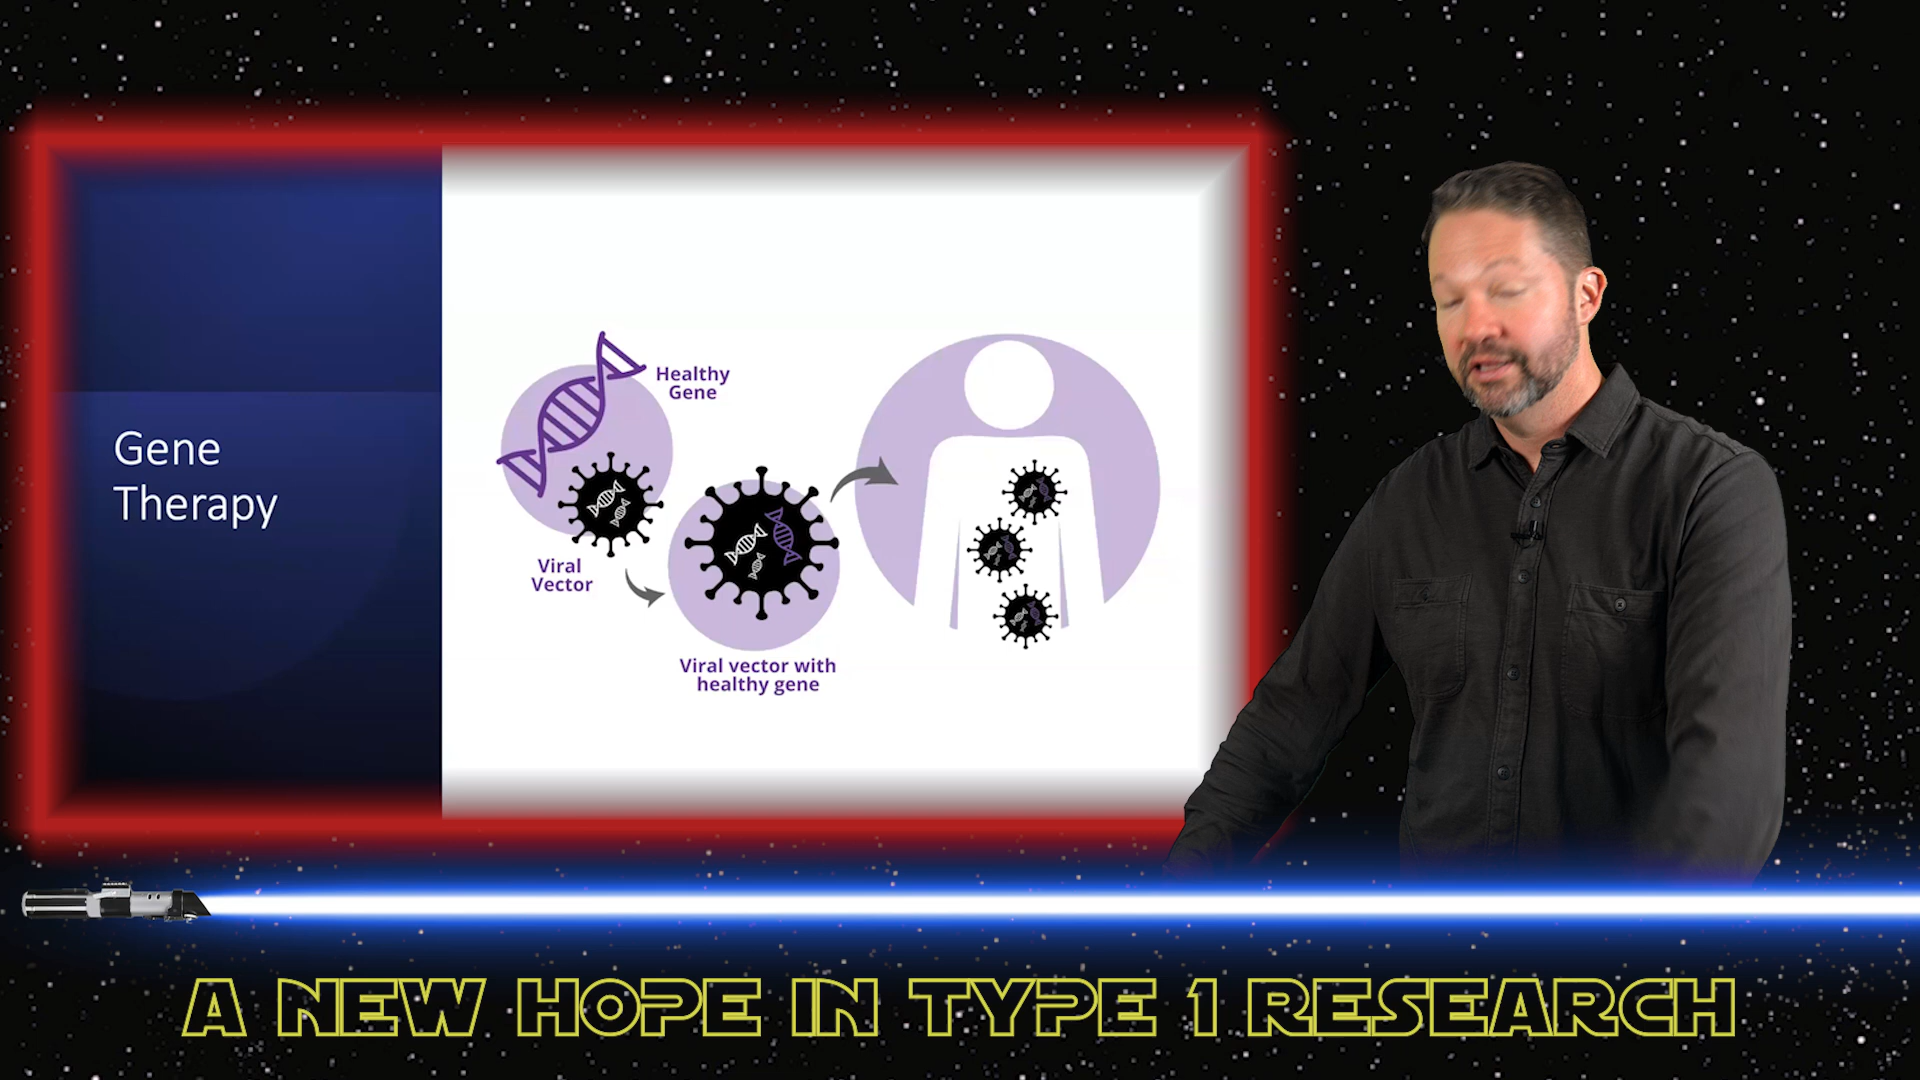 Gene
Therapy
Healthy
Gene
Viral
Vector
Viral vector with
healthy gene
A NEW HOPE IN TYPE 1 RESEARCH